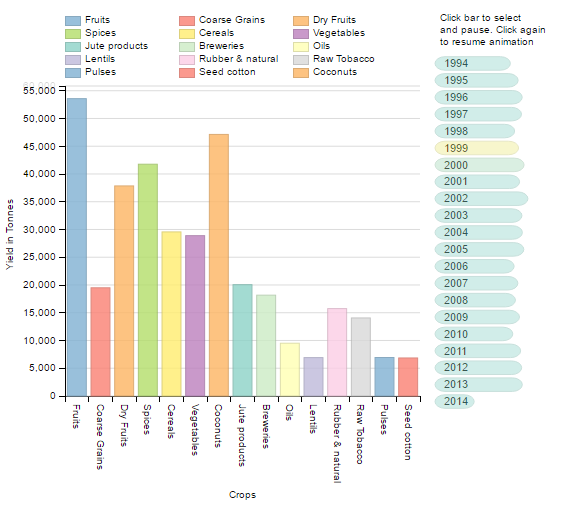 Fruits Coarse Grains Dry Fruits
Spices Cereals Vegetables
Jute products Breweries Oils
Lentils Rubber & natural Raw Tobacco
Pulses Seed cotton Coconuts
Click bar to select
and pause. Click again
to resume animation
1994
1995
1996
1997
1998
1999
2000
2001
2002
2003
2004
2005
2006
2007
2008
2009
2010
2011
2012
2013
2014
Yield in Tonnes
55,000
50,000
45,000
40,000
35,000
30,000
25,000
20,000
15,000
10,000
5,000
0
Fruits
Coarse Grains
Dry Fruits
Spices
Cereals
Vegetables
Coconuts
Jute products
Breweries
Oils
Lentils
Rubber & natural
Raw Tobacco
Pulses
Seed cotton
Crops